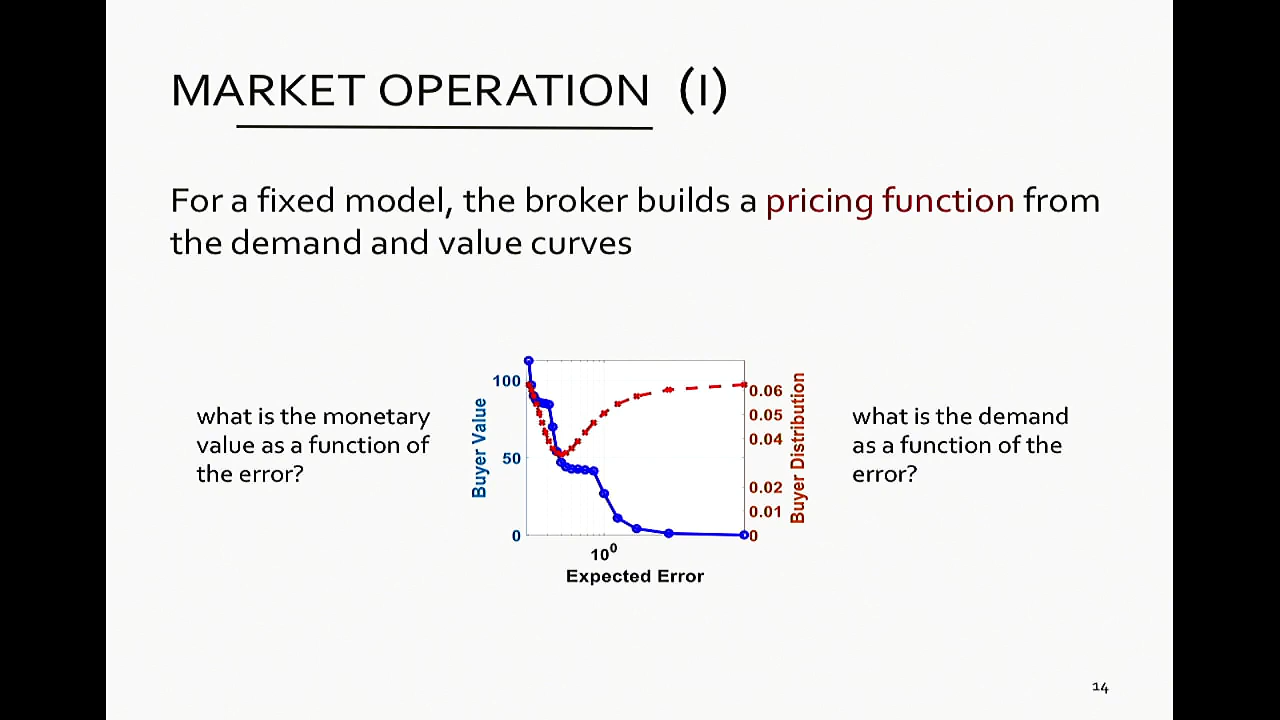 MARKET OPERATION (I)
For a fixed model, the broker builds a pricing function from
the demand and value curves
what is the monetary
value as a function of
the error?
100
50
0
Buyer Value
10⁰
Expected Error
0.06
0.05
0.04
0.02
0.01
0
Buyer Distribution
what is the demand
as a function of the
error?
14